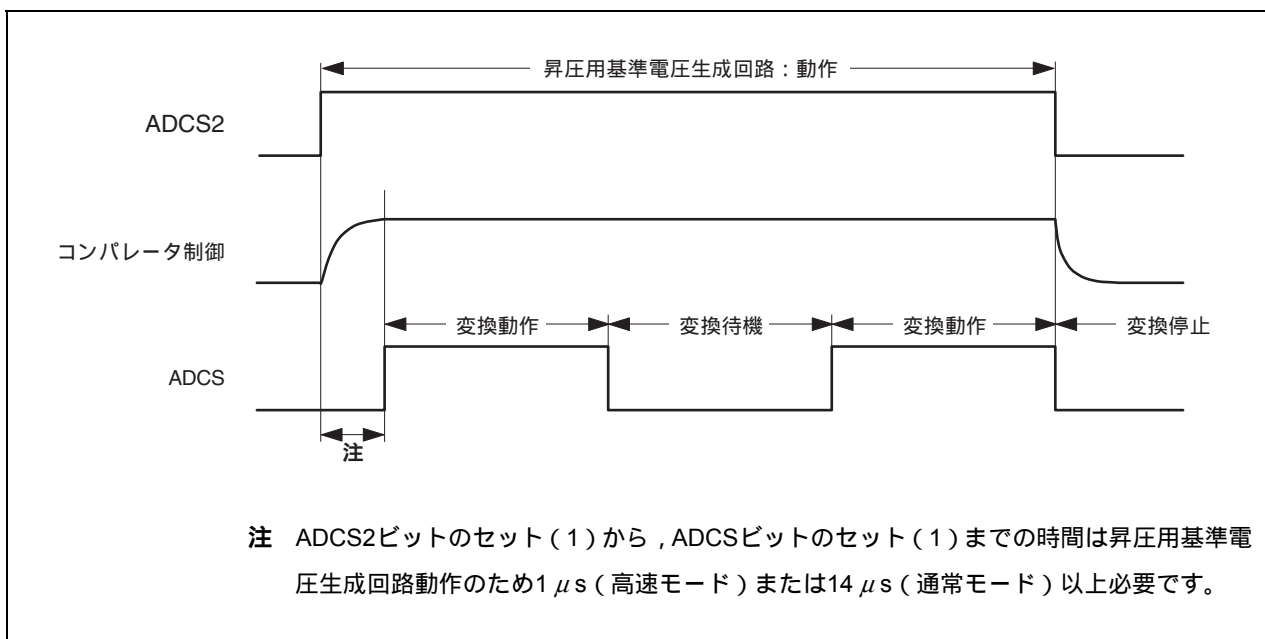 昇圧用基準電圧生成回路：動作
ADCS2
コンパレータ制御
変換動作
変換待機
変換動作
変換停止
ADCS
注
注 ADCS2ビットのセット（1）から，ADCSビットのセット（1）までの時間は昇圧用基準電
圧生成回路動作のため1 μs（高速モード）または14 μs（通常モード）以上必要です。